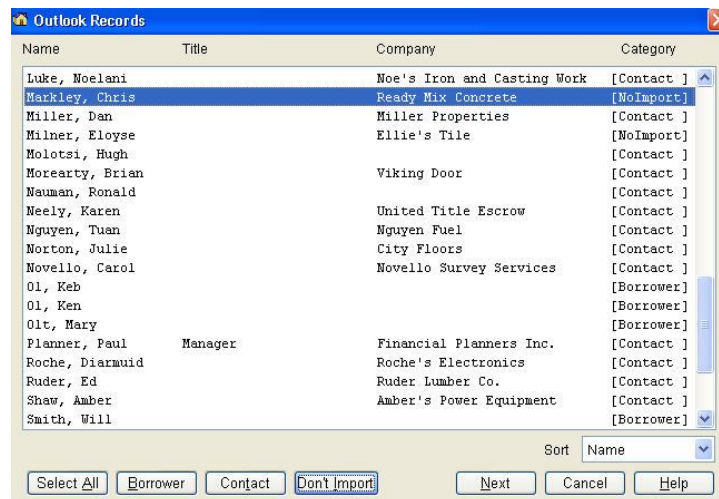 Outlook Records
Name Title Company Category
Luke, Noelani Noe's Iron and Casting Work [Contact ]
Markley, Chris Ready Mix Concrete [NoImport]
Miller, Dan Miller Properties [Contact ]
Milner, Eloyse Ellie's Tile [NoImport]
Molotsi, Hugh [Contact ]
Morearty, Brian Viking Door [Contact ]
Nauman, Ronald [Contact ]
Neely, Karen United Title Escrow [Contact ]
Nguyen, Tuan Nguyen Fuel [Contact ]
Norton, Julie City Floors [Contact ]
Novello, Carol Novello Survey Services [Contact ]
Ol, Keb [Borrower]
Ol, Ken [Borrower]
Olt, Mary [Borrower]
Planner, Paul Manager Financial Planners Inc. [Contact ]
Roche, Diarmuid Roche's Electronics [Contact ]
Ruder, Ed Ruder Lumber Co. [Contact ]
Shaw, Amber Amber's Power Equipment [Contact ]
Smith, Will [Borrower]
Sort Name
Select All Borrower Contact Don't Import Next Cancel Help